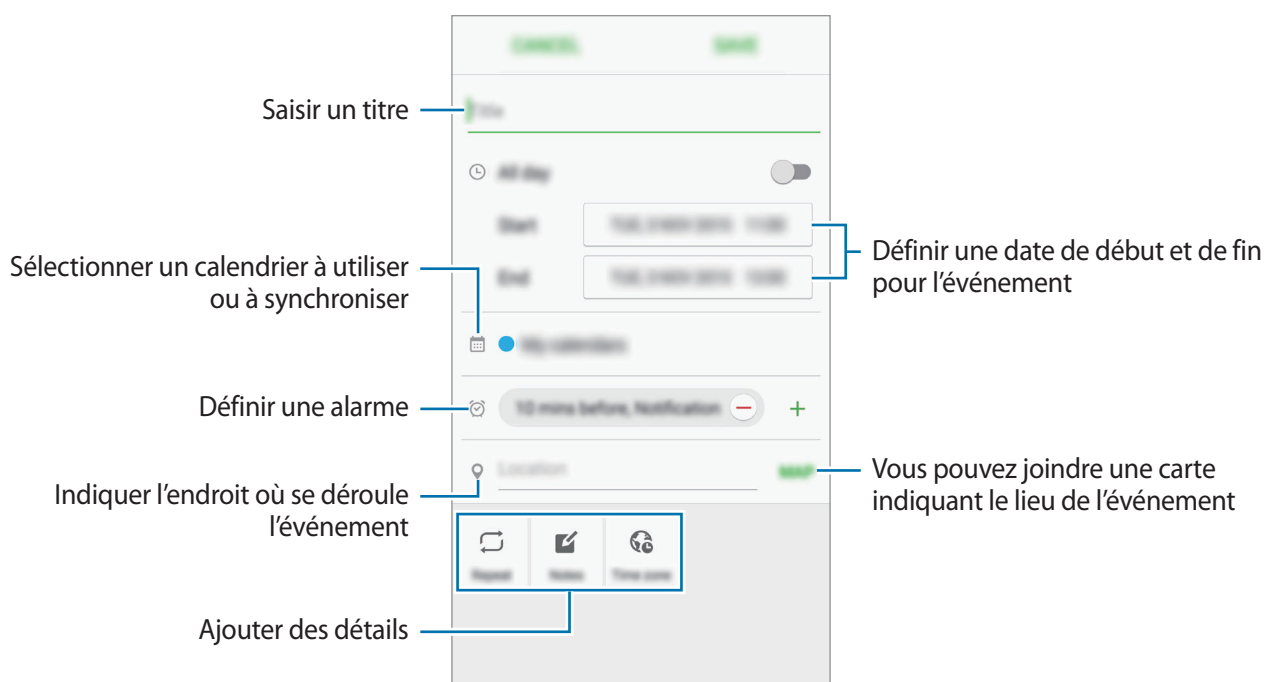 CANCEL
SAVE
Saisir un titre
Title
All day
Start
End
Définir une date de début et de fin
pour l'événement
Sélectionner un calendrier à utiliser
ou à synchroniser
My calendars
Définir une alarme
10 mins before, Notification
Location
MAP
Vous pouvez joindre une carte
indiquant le lieu de l'événement
Indiquer l'endroit où se déroule
l'événement
Repeat
Notes
Time zone
Ajouter des détails